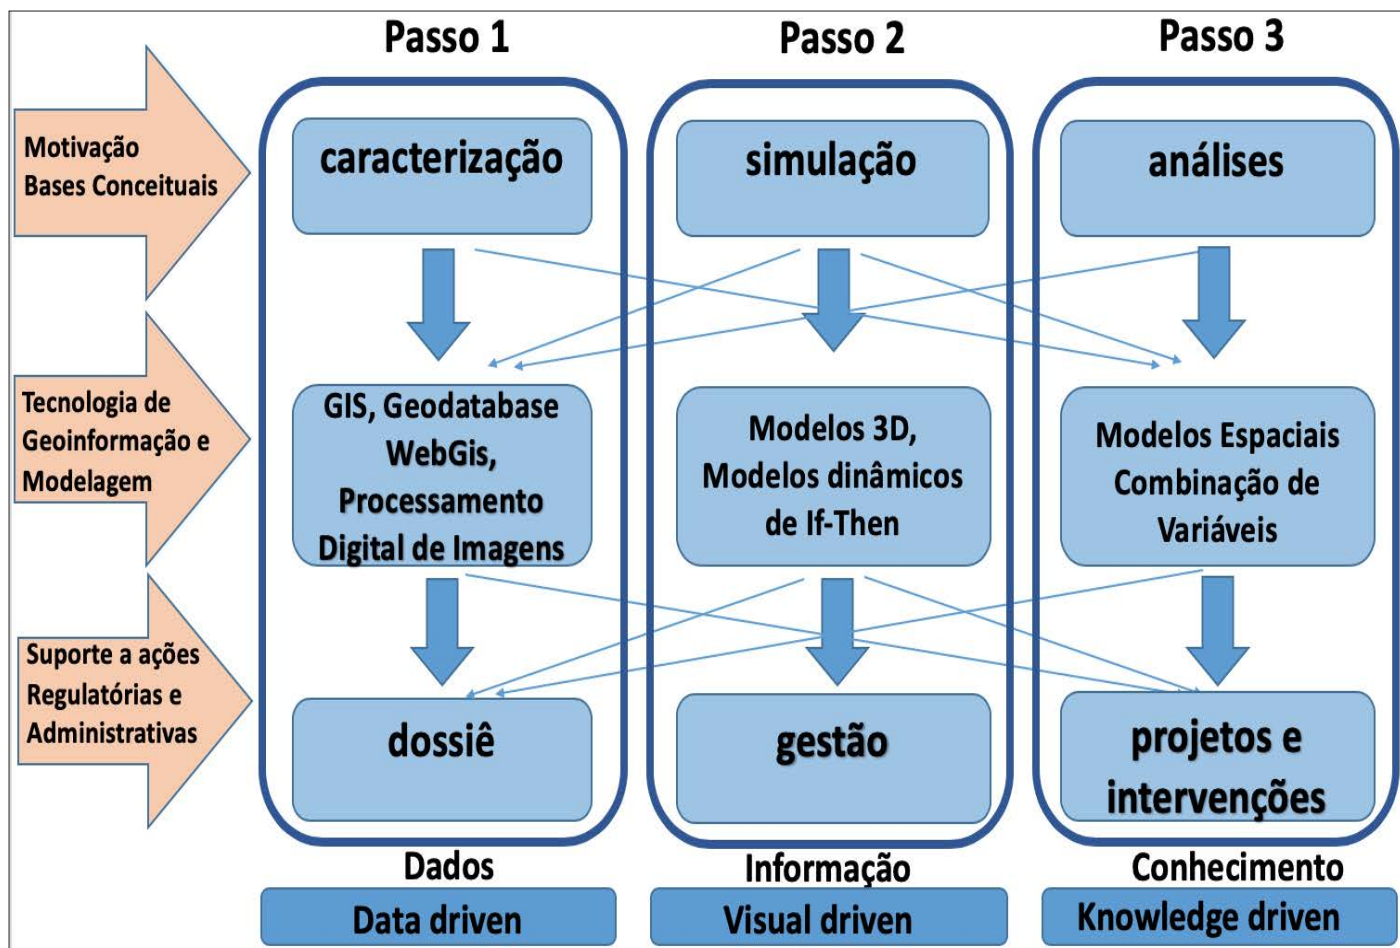 Passo 1
Passo 2
Passo 3
Motivação
Bases Conceituais
caracterização
simulação
análises
Tecnologia de
Geoinformação e
Modelagem
GIS, Geodatabase
WebGis,
Processamento
Digital de Imagens
Modelos 3D,
Modelos dinâmicos
de If-Then
Modelos Espaciais
Combinação de
Variáveis
Suporte a ações
Regulatórias e
Administrativas
dossiê
gestão
projetos e
intervenções
Dados
Informação
Conhecimento
Data driven
Visual driven
Knowledge driven